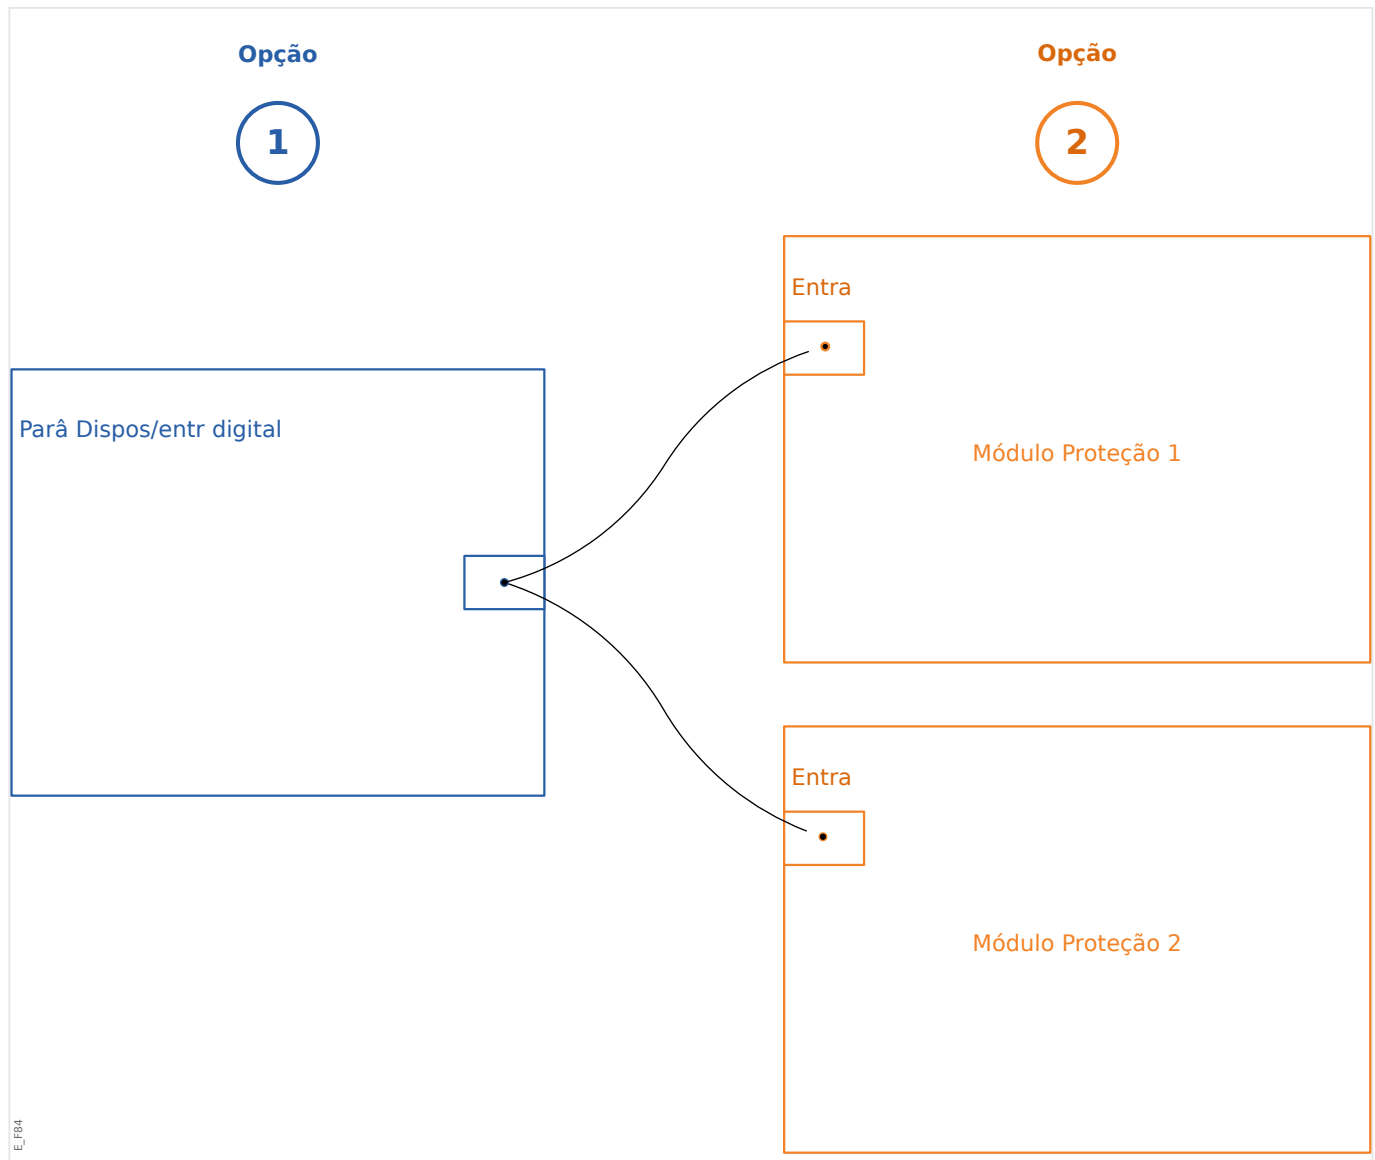 Opção
1
Opção
2
Parâ Dispos/entr digital
Entra
Módulo Proteção 1
Entra
Módulo Proteção 2
E_F84